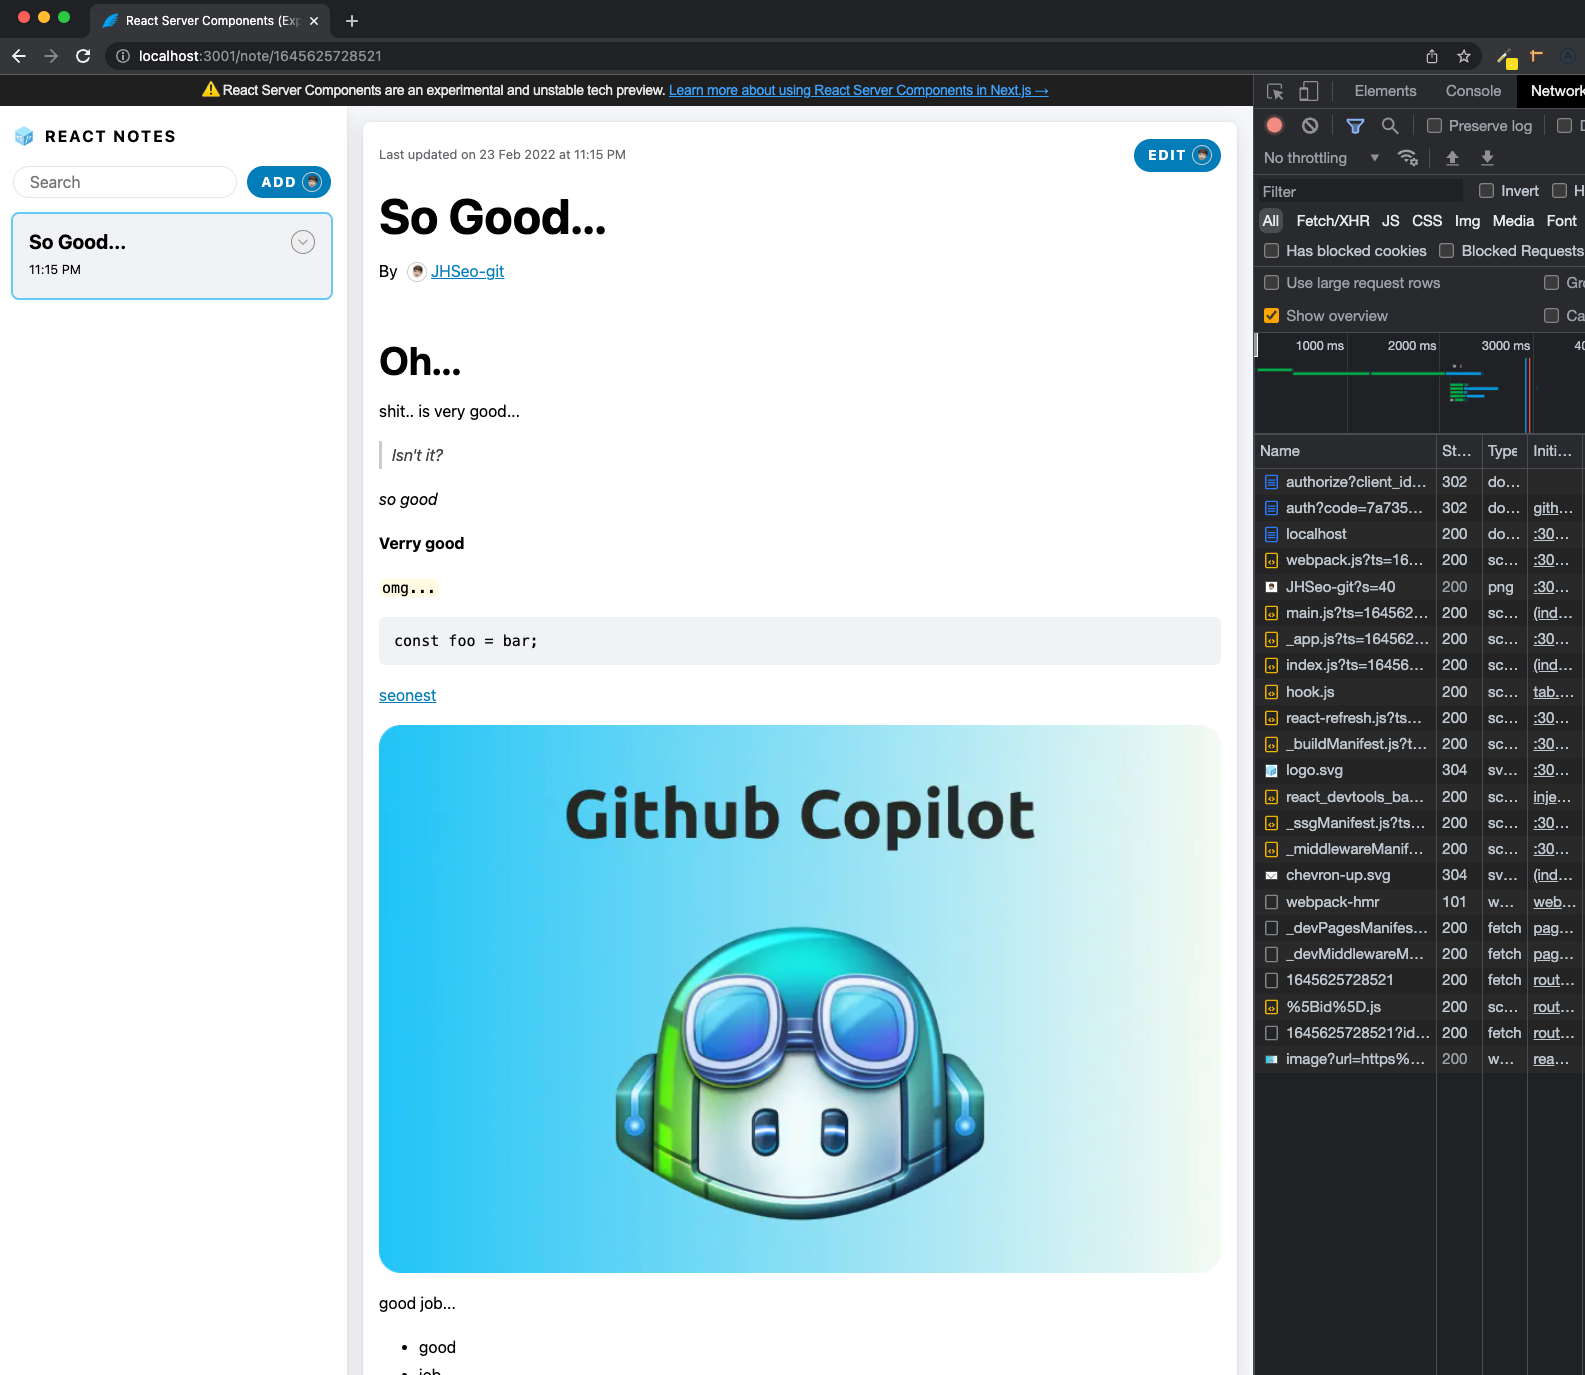 React Server Components (Exp
localhost:3001/note/1645625728521
React Server Components are an experimental and unstable tech preview. Learn more about using React Server Components in Next.js →
REACT NOTES
Search
ADD
So Good...
11:15 PM
Last updated on 23 Feb 2022 at 11:15 PM
EDIT
So Good...
By JHSeo-git
Oh...
shit.. is very good...
Isn't it?
so good
Verry good
omg...
const foo = bar;
seonest
Github Copilot
good job...
• good
• job
Elements Console Network
Preserve log D
No throttling
Filter Invert H
All Fetch/XHR JS CSS Img Media Font
Has blocked cookies Blocked Requests
Use large request rows Gro
Show overview Ca
1000 ms 2000 ms 3000 ms 40
Name St... Type Initi...
authorize?client_id... 302 do...
auth?code=7a735... 302 do... gith...
localhost 200 do... :30...
webpack.js?ts=16... 200 sc... :30...
JHSeo-git?s=40 200 png :30...
main.js?ts=164562... 200 sc... (ind...
_app.js?ts=164562... 200 sc... :30...
index.js?ts=16456... 200 sc... (ind...
hook.js 200 sc... tab....
react-refresh.js?ts... 200 sc... :30...
_buildManifest.js?t... 200 sc... :30...
logo.svg 304 sv... :30...
react_devtools_ba... 200 sc... inje...
_ssgManifest.js?ts... 200 sc... :30...
_middlewareManif... 200 sc... :30...
chevron-up.svg 304 sv... (ind...
webpack-hmr 101 w... web...
_devPagesManifes... 200 fetch pag...
_devMiddlewareM... 200 fetch pag...
1645625728521 200 fetch rout...
%5Bid%5D.js 200 sc... rout...
1645625728521?id... 200 fetch rout...
image?url=https%... 200 w... rea...